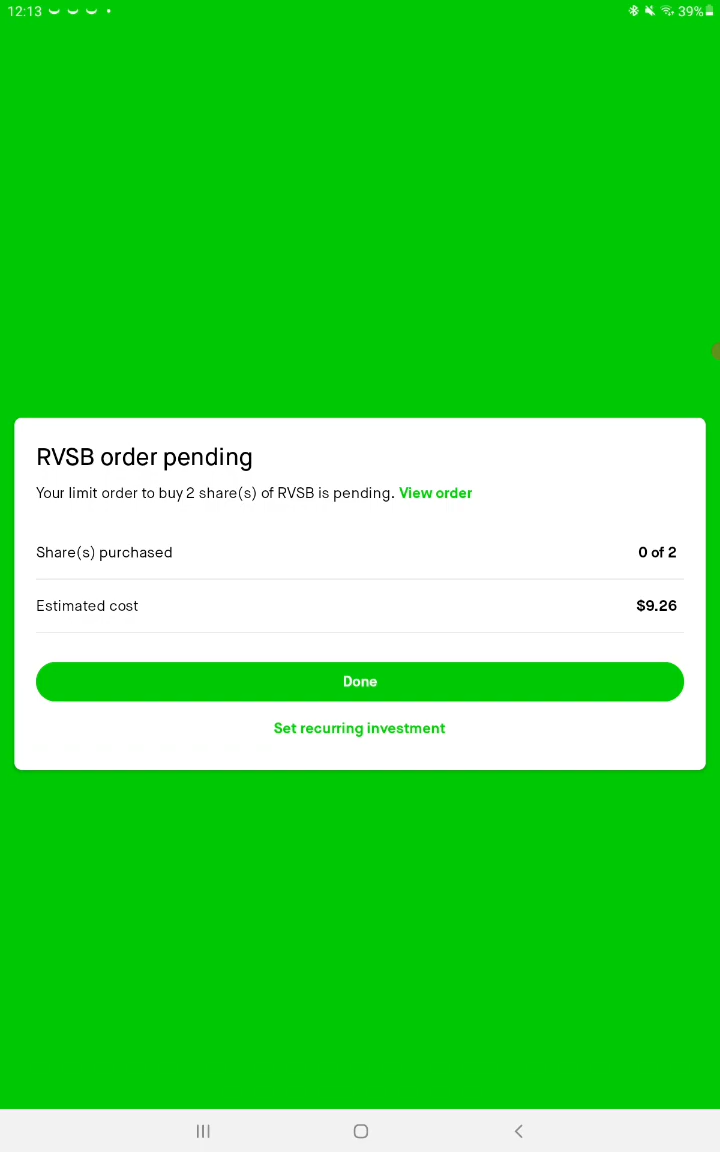 12:13
39%
RVSB order pending
Your limit order to buy 2 share(s) of RVSB is pending. View order
Share(s) purchased 0 of 2
Estimated cost $9.26
Done
Set recurring investment